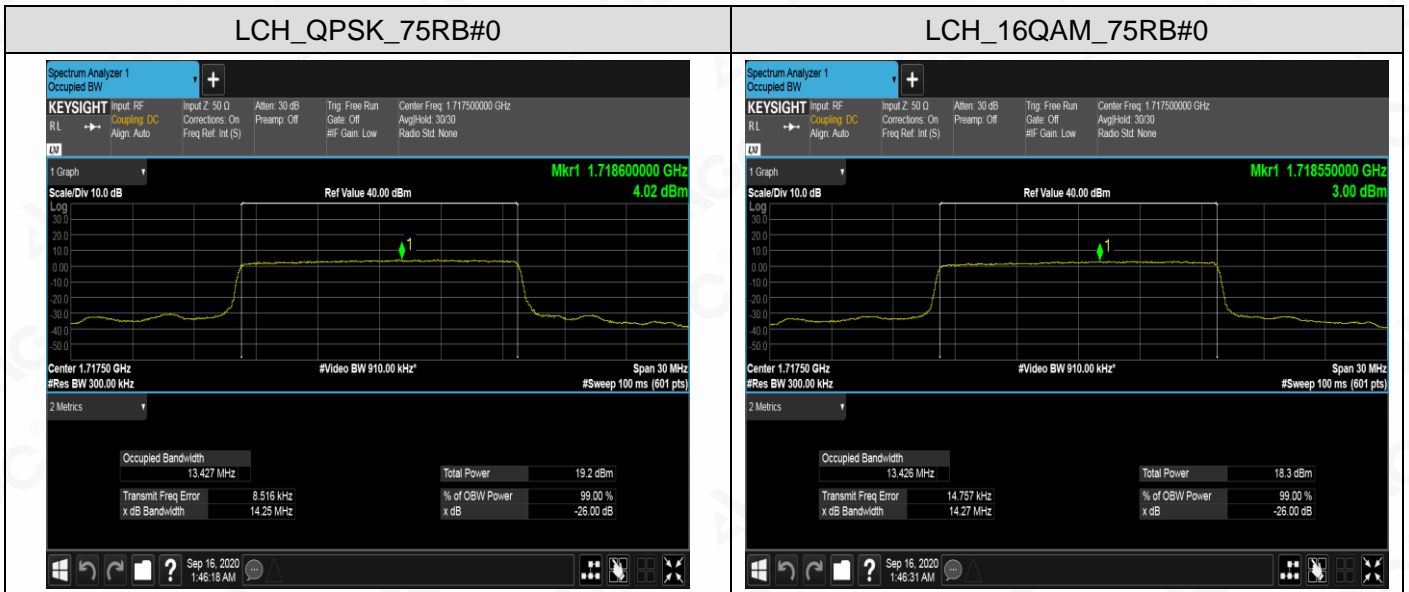 LCH_QPSK_75RB#0
Spectrum Analyzer 1
Occupied BW
+
KEYSIGHT
RL
LXI
Input: RF
Coupling: DC
Align: Auto
Input Z: 50 Ω
Corrections: On
Freq Ref: Int (S)
Atten: 30 dB
Preamp: Off
Trig: Free Run
Gate: Off
#IF Gain: Low
Center Freq: 1.717500000 GHz
Avg|Hold: 30/30
Radio Std: None
1 Graph
Mkr1 1.718600000 GHz
Scale/Div 10.0 dB
Ref Value 40.00 dBm
4.02 dBm
Log
30.0
20.0
10.0
0.00
-10.0
-20.0
-30.0
-40.0
-50.0
1
Center 1.71750 GHz
#Video BW 910.00 kHz*
Span 30 MHz
#Res BW 300.00 kHz
#Sweep 100 ms (601 pts)
2 Metrics
Occupied Bandwidth
13.427 MHz
Total Power 19.2 dBm
Transmit Freq Error 8.516 kHz
% of OBW Power 99.00 %
x dB Bandwidth 14.25 MHz
x dB -26.00 dB
?
Sep 16, 2020
1:46:18 AM
LCH_16QAM_75RB#0
Spectrum Analyzer 1
Occupied BW
+
KEYSIGHT
RL
LXI
Input: RF
Coupling: DC
Align: Auto
Input Z: 50 Ω
Corrections: On
Freq Ref: Int (S)
Atten: 30 dB
Preamp: Off
Trig: Free Run
Gate: Off
#IF Gain: Low
Center Freq: 1.717500000 GHz
Avg|Hold: 30/30
Radio Std: None
1 Graph
Mkr1 1.718550000 GHz
Scale/Div 10.0 dB
Ref Value 40.00 dBm
3.00 dBm
Log
30.0
20.0
10.0
0.00
-10.0
-20.0
-30.0
-40.0
-50.0
1
Center 1.71750 GHz
#Video BW 910.00 kHz*
Span 30 MHz
#Res BW 300.00 kHz
#Sweep 100 ms (601 pts)
2 Metrics
Occupied Bandwidth
13.426 MHz
Total Power 18.3 dBm
Transmit Freq Error 14.757 kHz
% of OBW Power 99.00 %
x dB Bandwidth 14.27 MHz
x dB -26.00 dB
?
Sep 16, 2020
1:46:31 AM